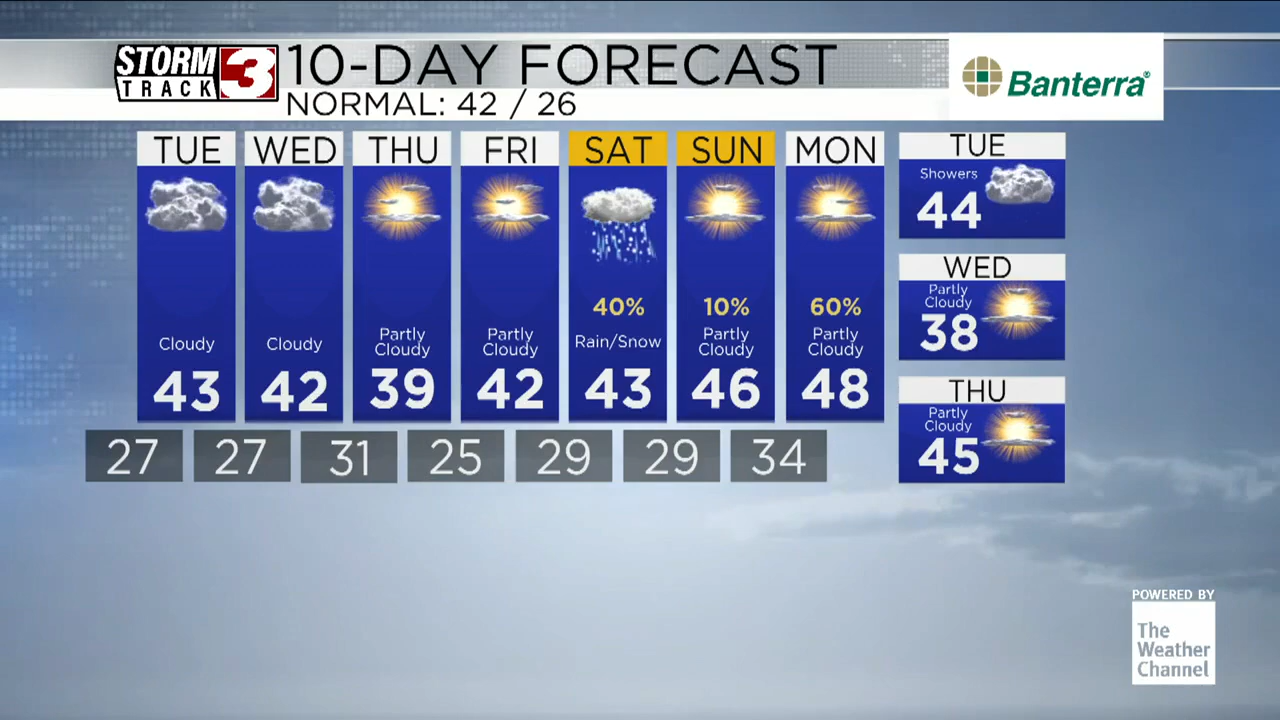 STORM
TRACK 3
10-DAY FORECAST
NORMAL: 42 / 26
Banterra®
TUE
Cloudy
43
WED
Cloudy
42
THU
Partly
Cloudy
39
FRI
Partly
Cloudy
42
SAT
40%
Rain/Snow
43
SUN
10%
Partly
Cloudy
46
MON
60%
Partly
Cloudy
48
27 27 31 25 29 29 34
TUE
Showers
44
WED
Partly
Cloudy
38
THU
Partly
Cloudy
45
POWERED BY
The
Weather
Channel